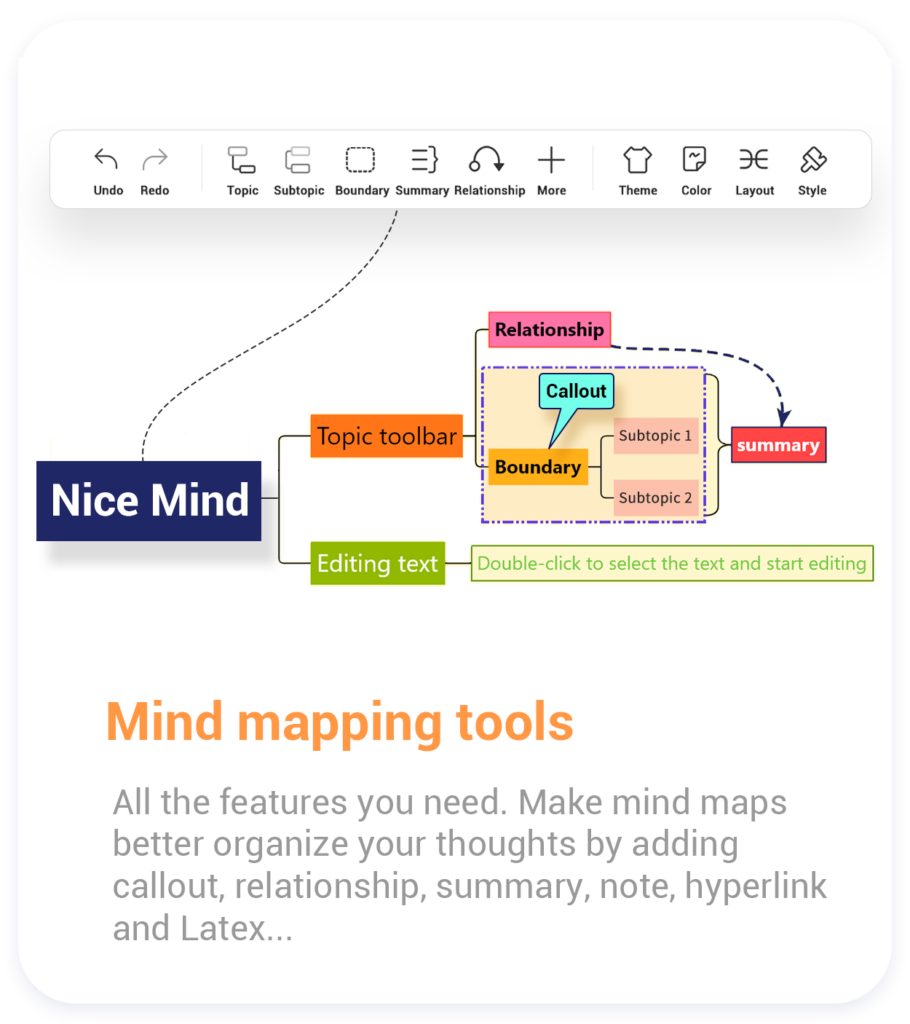 Undo Redo Topic Subtopic Boundary Summary Relationship More Theme Color Layout Style
Relationship
Callout
Topic toolbar
Subtopic 1
summary
Boundary
Nice Mind
Subtopic 2
Editing text
Double-click to select the text and start editing
Mind mapping tools
All the features you need. Make mind maps
better organize your thoughts by adding
callout, relationship, summary, note, hyperlink
and Latex...